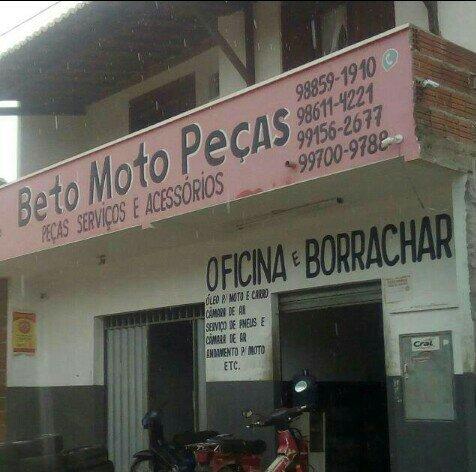 Beto Moto Peças
PEÇAS SERVIÇOS E ACESSÓRIOS
98859-1910
98611-4221
99156-2677
99700-9788
OFICINA E BORRACHAR
ÓLEO P/ MOTO E CARRO
CÂMARA DE AR
SERVIÇO DE PNEUS E
CÂMARA DE AR
ANDAMENTO P/ MOTO
ETC.
Cral